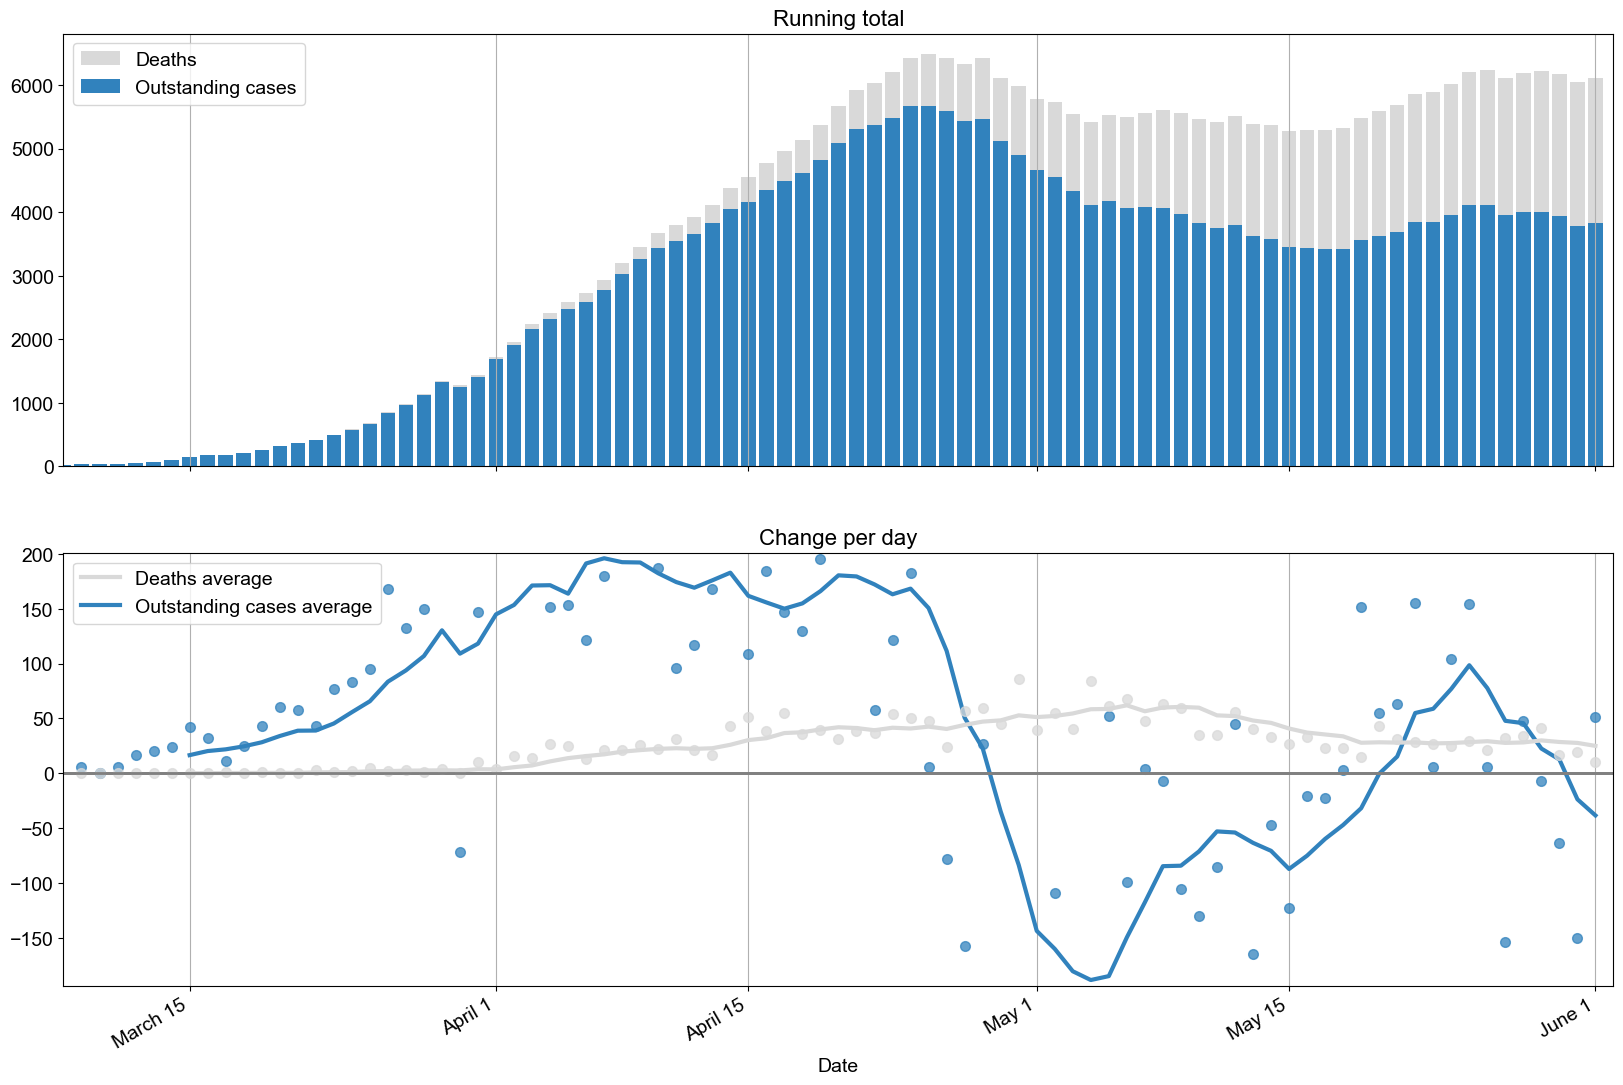 Running total
Deaths
Outstanding cases
6000
5000
4000
3000
2000
1000
0
Change per day
Deaths average
Outstanding cases average
200
150
100
50
0
−50
−100
−150
March 15
April 1
April 15
May 1
May 15
June 1
Date